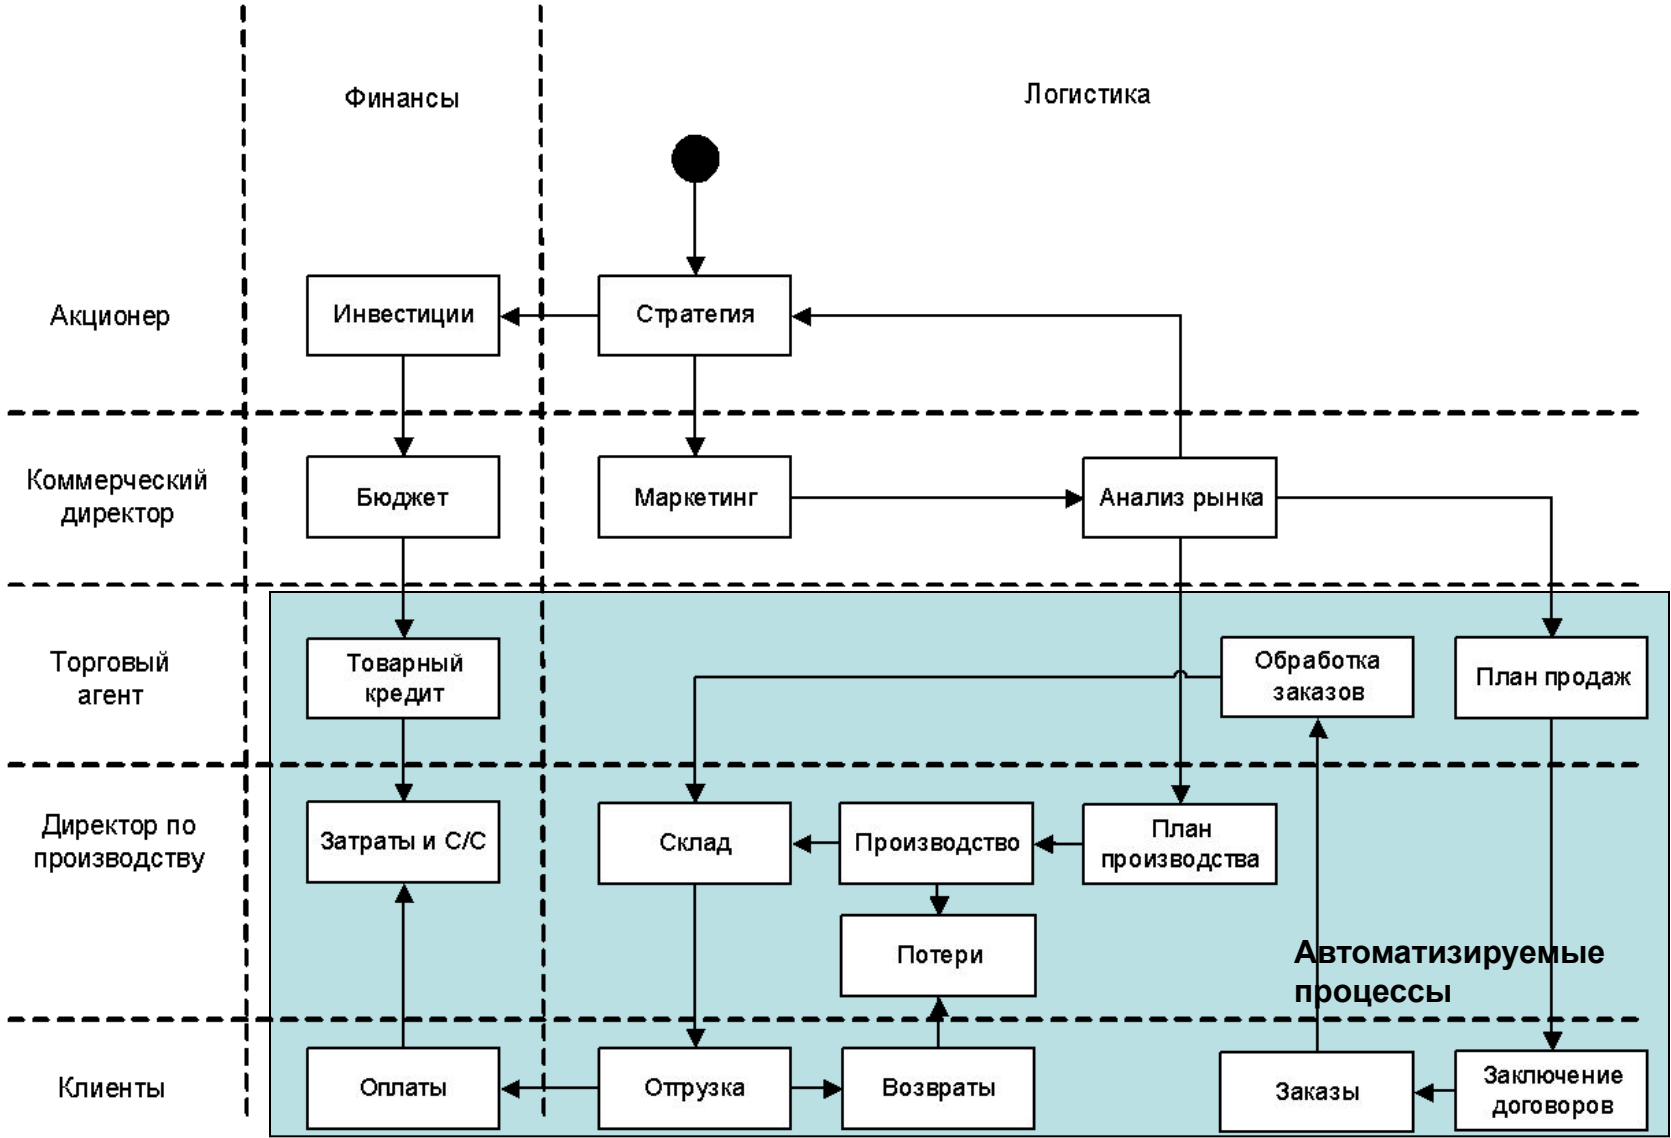 Финансы
Логистика
Акционер
Инвестиции
Стратегия
Коммерческий
директор
Бюджет
Маркетинг
Анализ рынка
Торговый
агент
Товарный
кредит
Обработка
заказов
План продаж
Директор по
производству
Затраты и С/С
Склад
Производство
План
производства
Потери
Автоматизируемые
процессы
Клиенты
Оплаты
Отгрузка
Возвраты
Заказы
Заключение
договоров